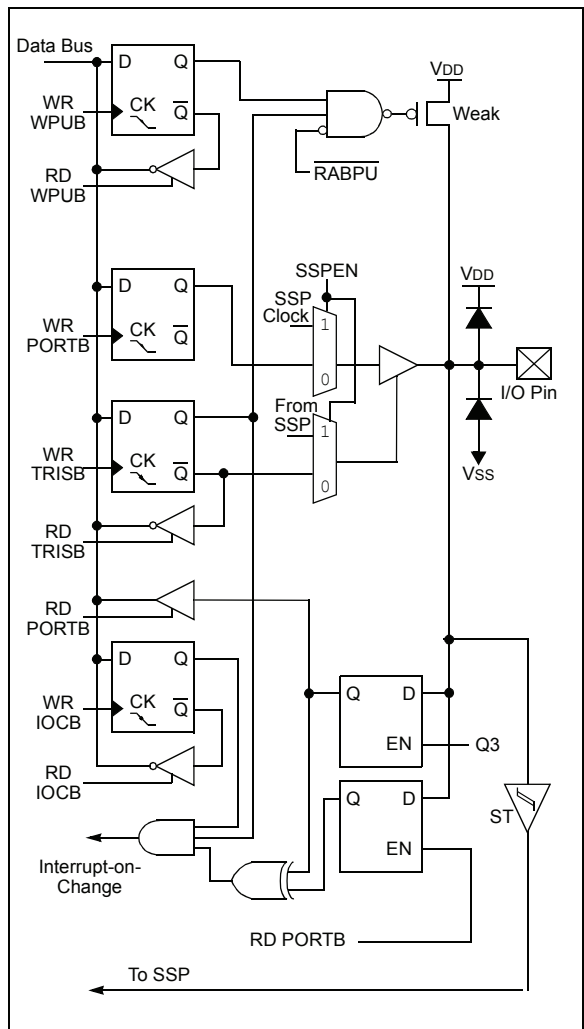 Data Bus
D Q
VDD
WR
WPUB
CK
Q
Weak
RD
WPUB
RABPU
SSPEN
D Q
SSP
Clock
1
VDD
WR
PORTB
CK
Q
0
I/O Pin
From
SSP
D Q
1
WR
TRISB
CK
Q
0
VSS
RD
TRISB
RD
PORTB
D Q
Q D
WR
IOCB
CK
Q
EN
Q3
RD
IOCB
Q D
ST
EN
Interrupt-on-
Change
RD PORTB
To SSP